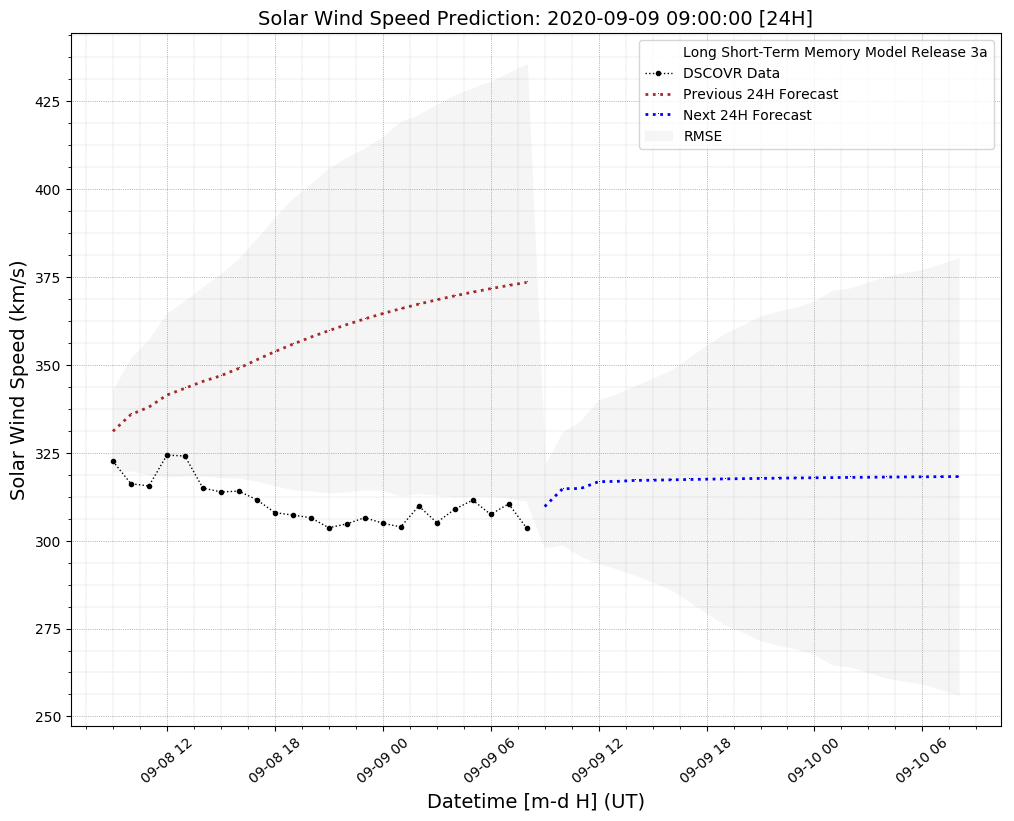 Solar Wind Speed Prediction: 2020-09-09 09:00:00 [24H]
Long Short-Term Memory Model Release 3a
DSCOVR Data
Previous 24H Forecast
Next 24H Forecast
RMSE
Solar Wind Speed (km/s)
425
400
375
350
325
300
275
250
09-08 12
09-08 18
09-09 00
09-09 06
09-09 12
09-09 18
09-10 00
09-10 06
Datetime [m-d H] (UT)